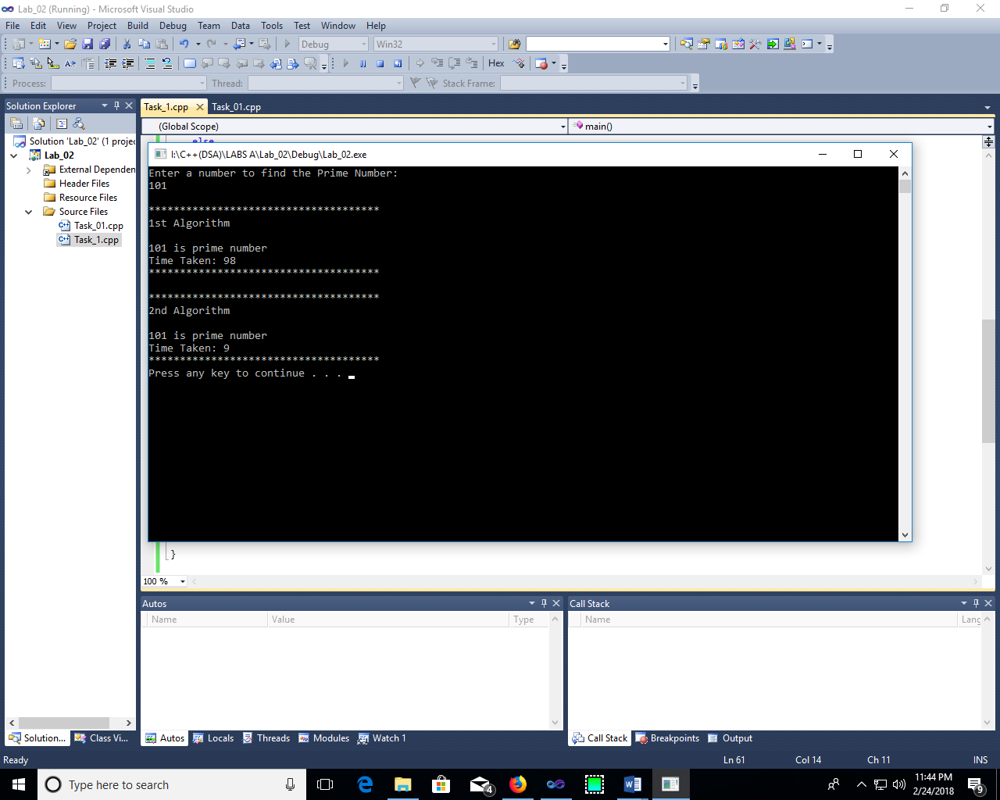 Lab_02 (Running) - Microsoft Visual Studio
File Edit View Project Build Debug Team Data Tools Test Window Help
Debug Win32
Hex
Process: Thread: Stack Frame:
Solution Explorer
Task_1.cpp Task_01.cpp
(Global Scope) main()
Solution 'Lab_02' (1 projec
Lab_02
External Dependen
Header Files
Resource Files
Source Files
Task_01.cpp
Task_1.cpp
else
I:\C++(DSA)\LABS A\Lab_02\Debug\Lab_02.exe
Enter a number to find the Prime Number:
101
*************************************
1st Algorithm
101 is prime number
Time Taken: 98
*************************************
*************************************
2nd Algorithm
101 is prime number
Time Taken: 9
*************************************
Press any key to continue . . .
}
100 %
Autos
Name Value Type
Call Stack
Name Lang
Solution... Class Vi...
Autos Locals Threads Modules Watch 1
Call Stack Breakpoints Output
Ready Ln 61 Col 14 Ch 11 INS
Type here to search
4
11:44 PM
2/24/2018
9